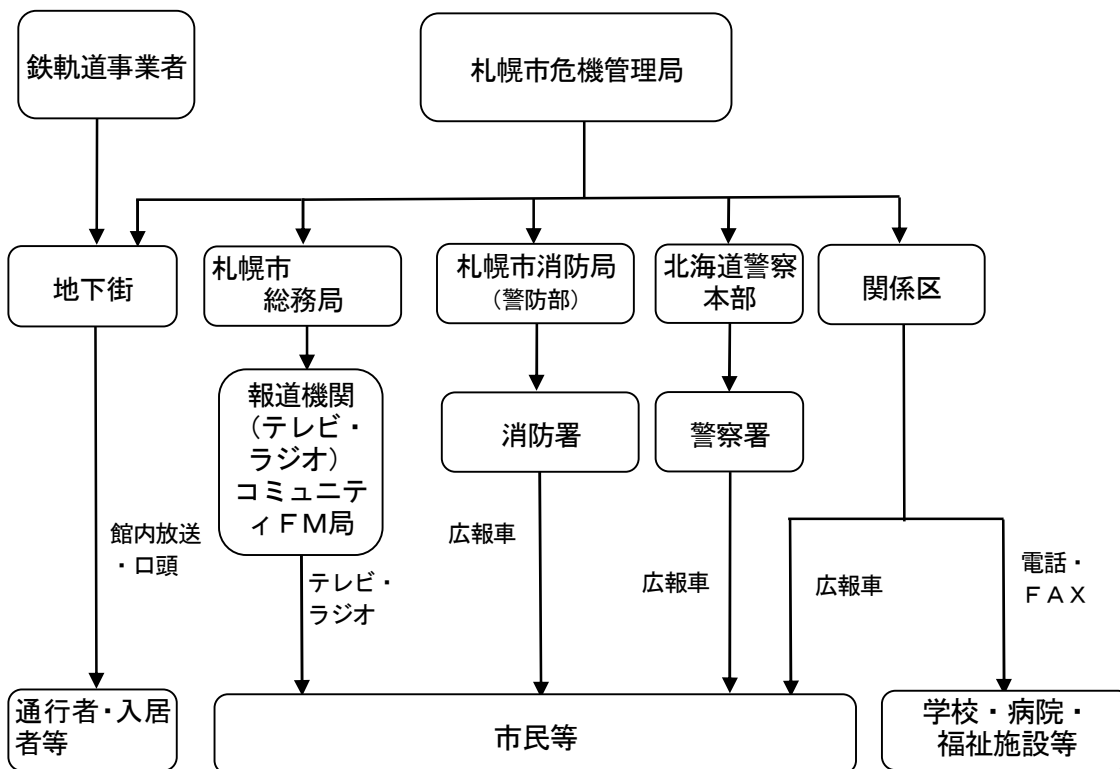 鉄軌道事業者
札幌市危機管理局
地下街
札幌市
総務局
札幌市消防局
(警防部)
北海道警察
本部
関係区
報道機関
(テレビ・
ラジオ)
コミュニテ
ィFM局
消防署
警察署
館内放送
・口頭
テレビ・
ラジオ
広報車
広報車
広報車
電話・
FAX
通行者・入居
者等
市民等
学校・病院・
福祉施設等